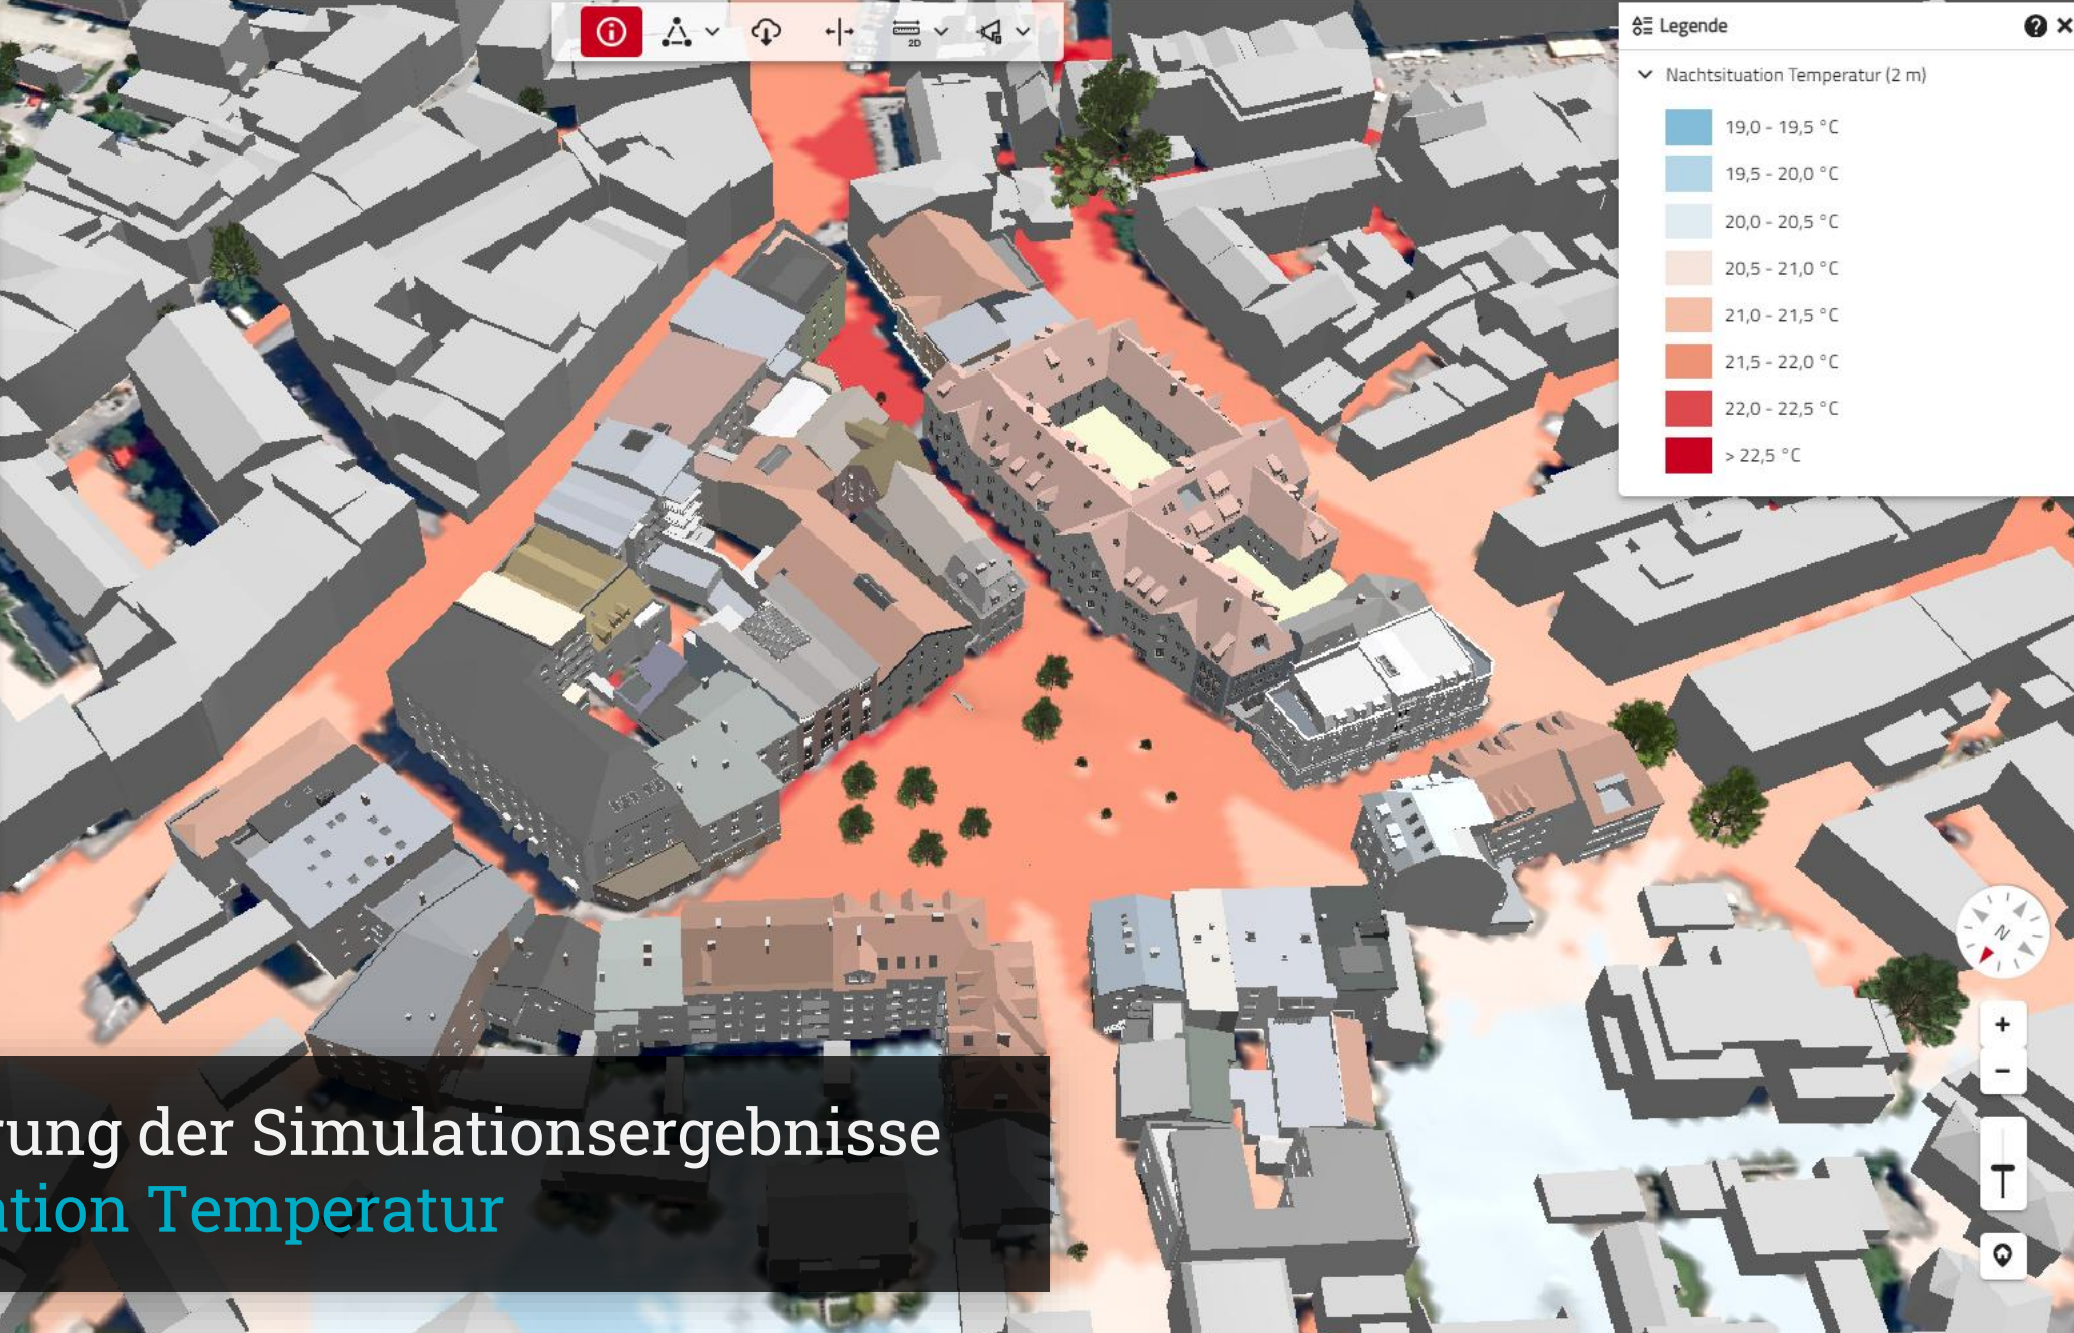 2D
Legende
Nachtsituation Temperatur (2 m)
19,0 - 19,5 °C
19,5 - 20,0 °C
20,0 - 20,5 °C
20,5 - 21,0 °C
21,0 - 21,5 °C
21,5 - 22,0 °C
22,0 - 22,5 °C
> 22,5 °C
N
+
−
rung der Simulationsergebnisse
ation Temperatur